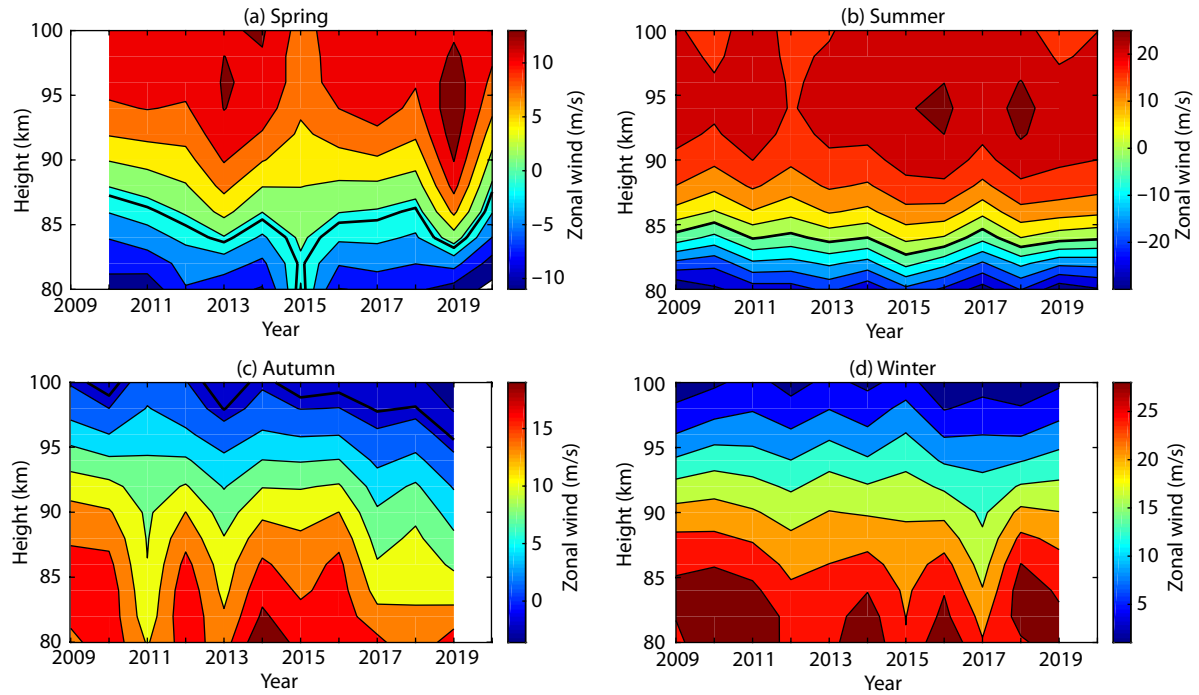 (a) Spring
100
95
90
85
80
Height (km)
2009 2011 2013 2015 2017 2019
Year
10
5
0
−5
−10
Zonal wind (m/s)
(b) Summer
100
95
90
85
80
Height (km)
2009 2011 2013 2015 2017 2019
Year
20
10
0
−10
−20
Zonal wind (m/s)
(c) Autumn
100
95
90
85
80
Height (km)
2009 2011 2013 2015 2017 2019
Year
15
10
5
0
Zonal wind (m/s)
(d) Winter
100
95
90
85
80
Height (km)
2009 2011 2013 2015 2017 2019
Year
25
20
15
10
5
Zonal wind (m/s)